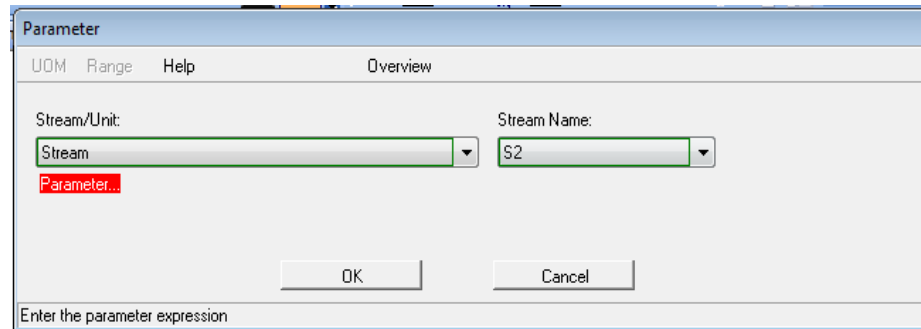 Parameter
UOM Range Help Overview
Stream/Unit: Stream Name:
Stream S2
Parameter...
OK Cancel
Enter the parameter expression